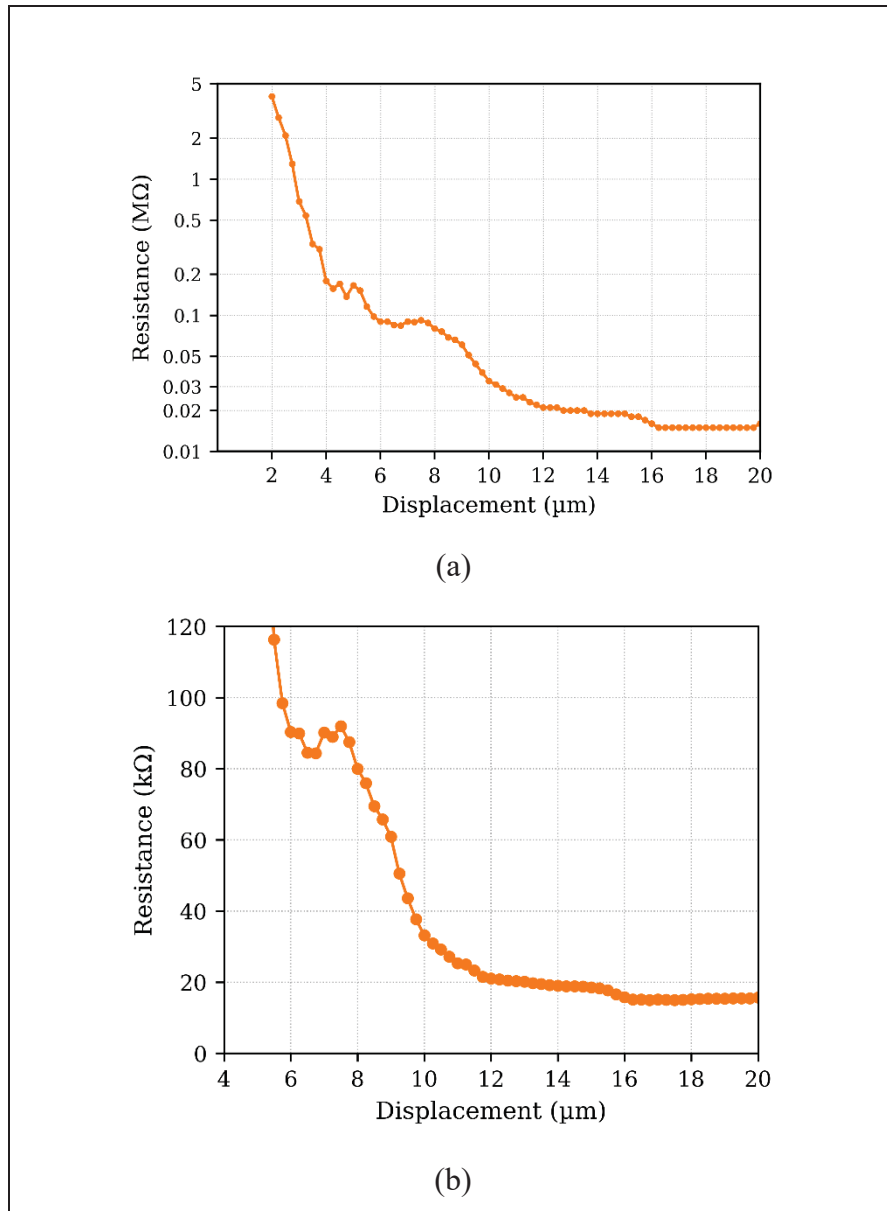 5
2
1
0.5
0.2
0.1
0.05
0.03
0.02
0.01
Resistance (MΩ)
2 4 6 8 10 12 14 16 18 20
Displacement (µm)
(a)
120
100
80
60
40
20
0
Resistance (kΩ)
4 6 8 10 12 14 16 18 20
Displacement (µm)
(b)